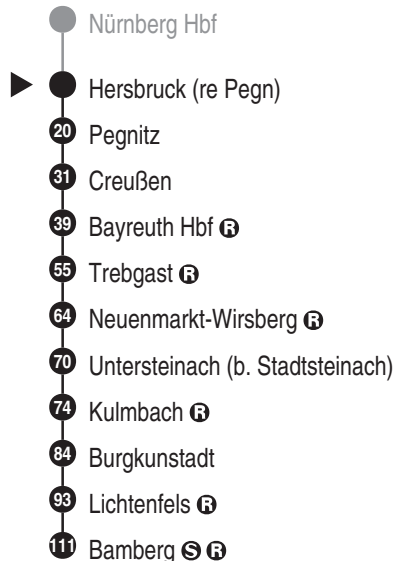 Nürnberg Hbf
Hersbruck (re Pegn)
20 Pegnitz
31 Creußen
39 Bayreuth Hbf R
55 Trebgast R
64 Neuenmarkt-Wirsberg R
70 Untersteinach (b. Stadtsteinach)
74 Kulmbach R
84 Burgkunstadt
93 Lichtenfels R
111 Bamberg S R